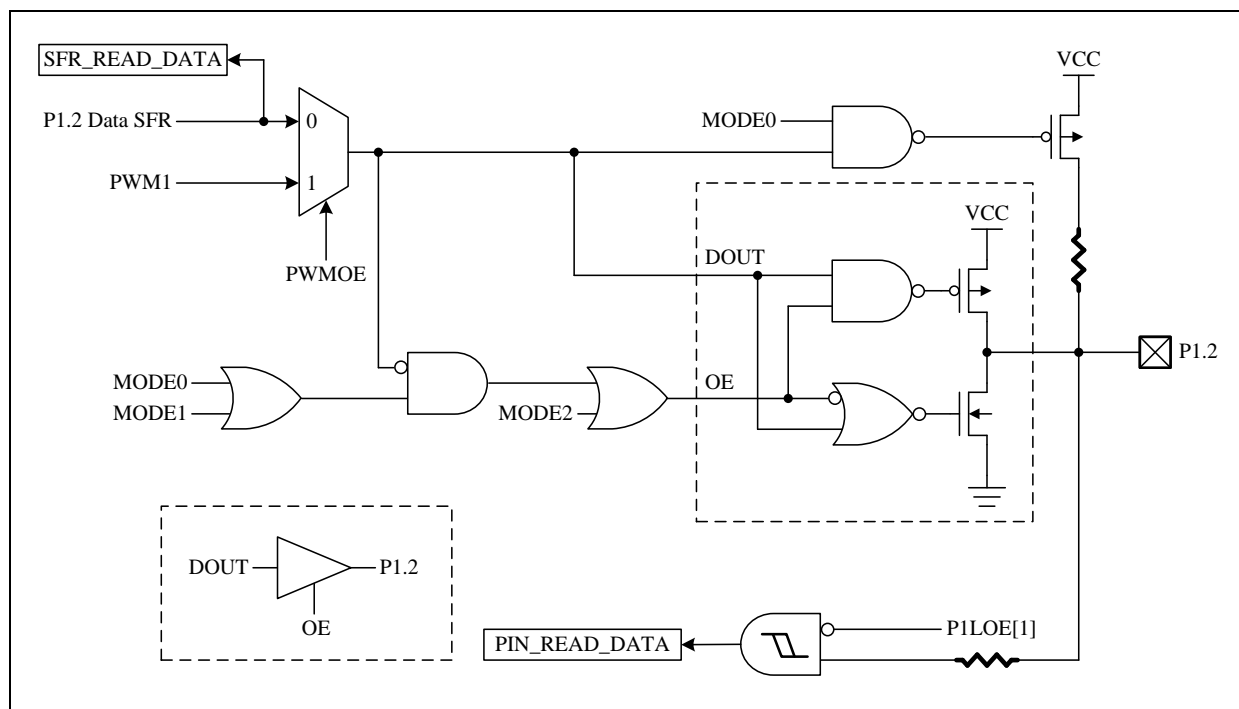 SFR_READ_DATA
VCC
P1.2 Data SFR
0
MODE0
PWM1
1
VCC
DOUT
PWMOE
P1.2
MODE0
MODE1
OE
MODE2
DOUT
P1.2
OE
P1LOE[1]
PIN_READ_DATA